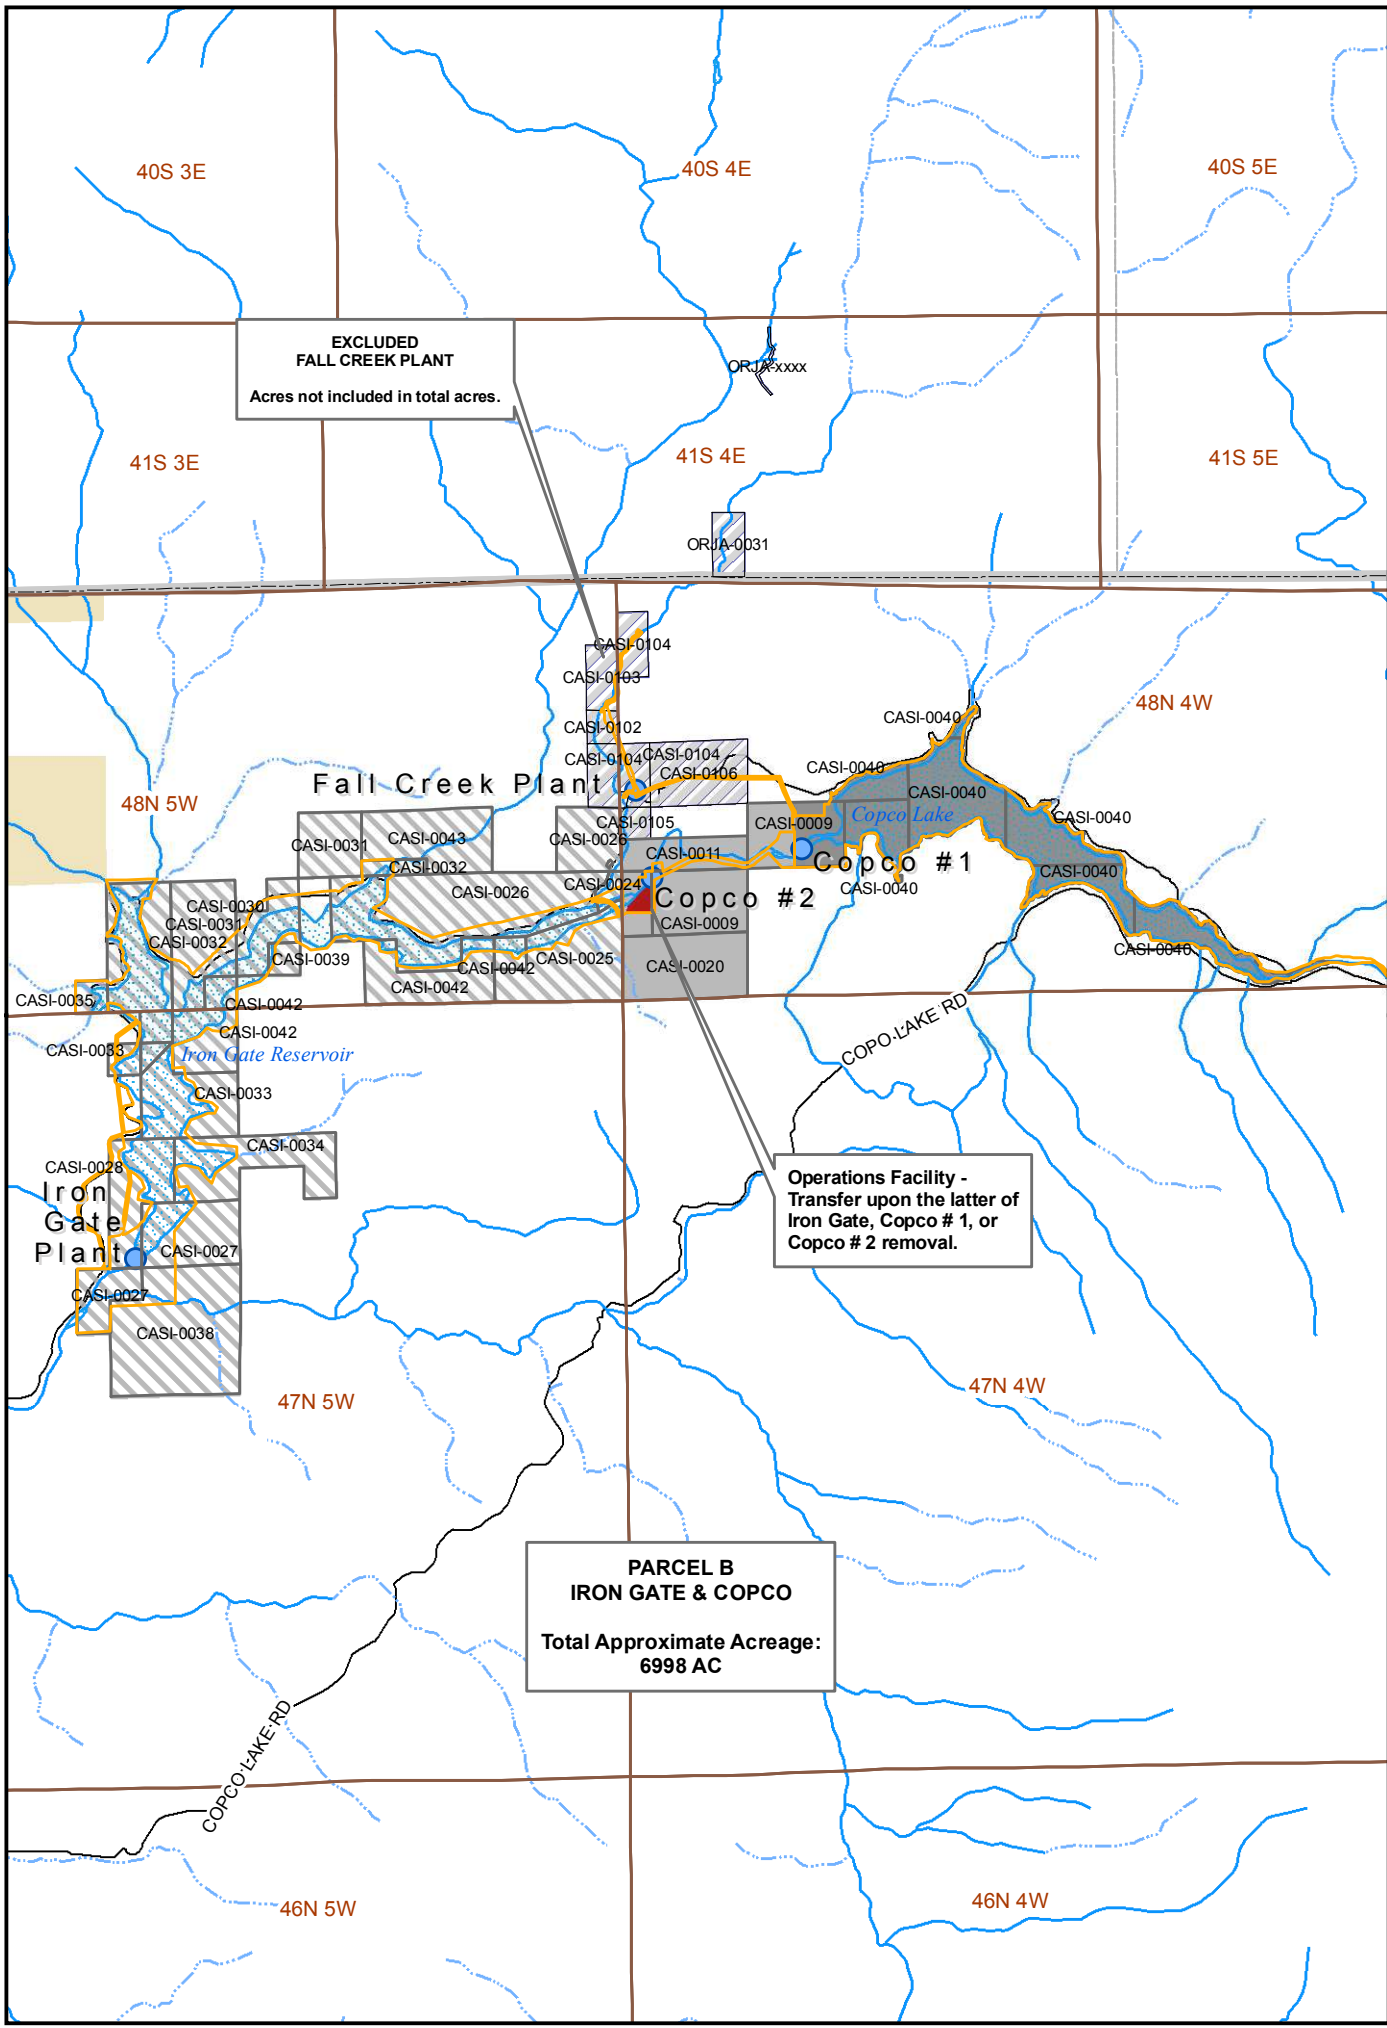 40S 3E
40S 4E
40S 5E
EXCLUDED
FALL CREEK PLANT
Acres not included in total acres.
ORJA-xxxx
41S 3E
41S 4E
41S 5E
ORJA-0031
CASI-0104
CASI-0103
CASI-0102
CASI-0104
CASI-0104
CASI-0106
CASI-0040
48N 4W
CASI-0040
CASI-0040
CASI-0040
Fall Creek Plant
48N 5W
Copco Lake
CASI-0105
CASI-0009
CASI-0031
CASI-0043
CASI-0026
CASI-0011
Copco #1
CASI-0032
CASI-0040
CASI-0040
CASI-0026
CASI-0024
Copco #2
CASI-0030
CASI-0031
CASI-0032
CASI-0009
CASI-0040
CASI-0039
CASI-0042
CASI-0025
CASI-0020
CASI-0042
CASI-0035
CASI-0042
CASI-0042
COPO LAKE RD
CASI-0033
Iron Gate Reservoir
CASI-0033
CASI-0034
CASI-0028
Iron
Gate
Plant
CASI-0027
CASI-0027
CASI-0038
Operations Facility -
Transfer upon the latter of
Iron Gate, Copco # 1, or
Copco # 2 removal.
47N 5W
47N 4W
PARCEL B
IRON GATE & COPCO
Total Approximate Acreage:
6998 AC
COPCO LAKE RD
46N 5W
46N 4W